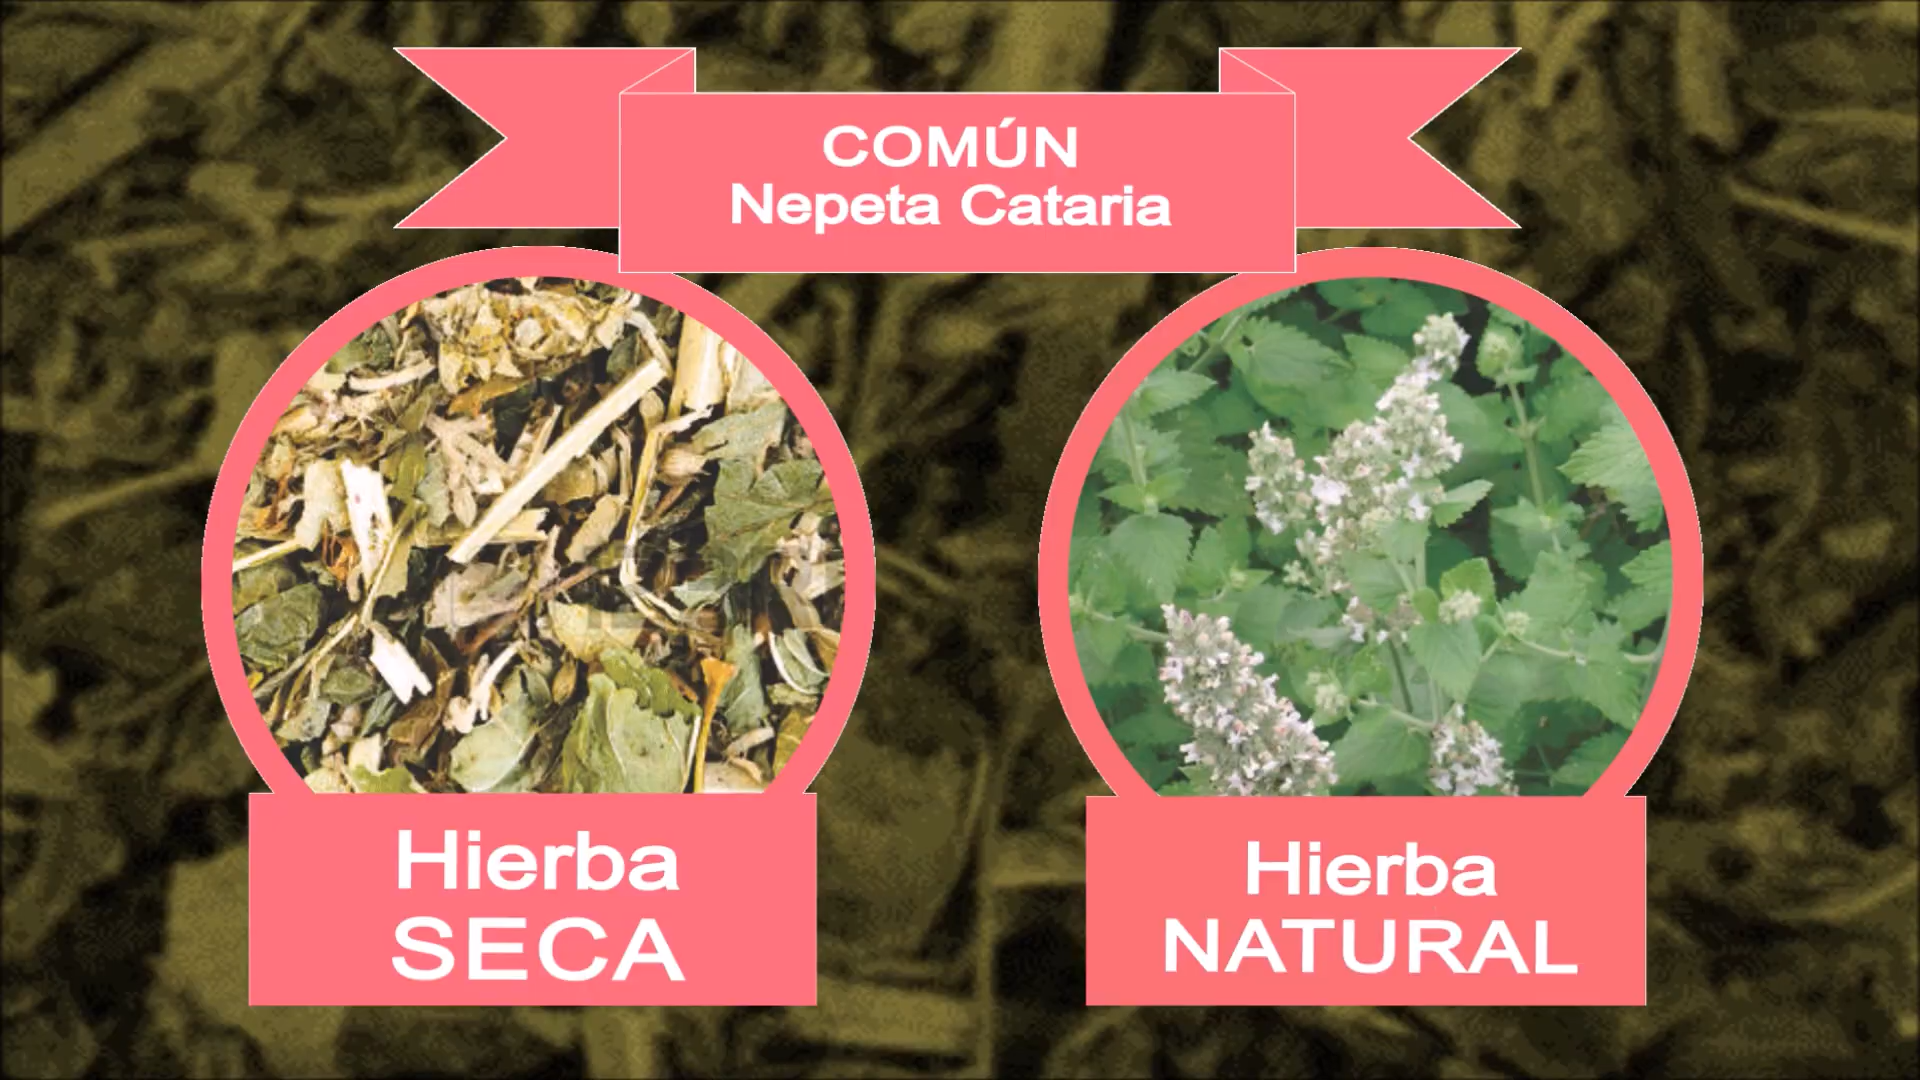 COMÚN
Nepeta Cataria
Hierba
SECA
Hierba
NATURAL